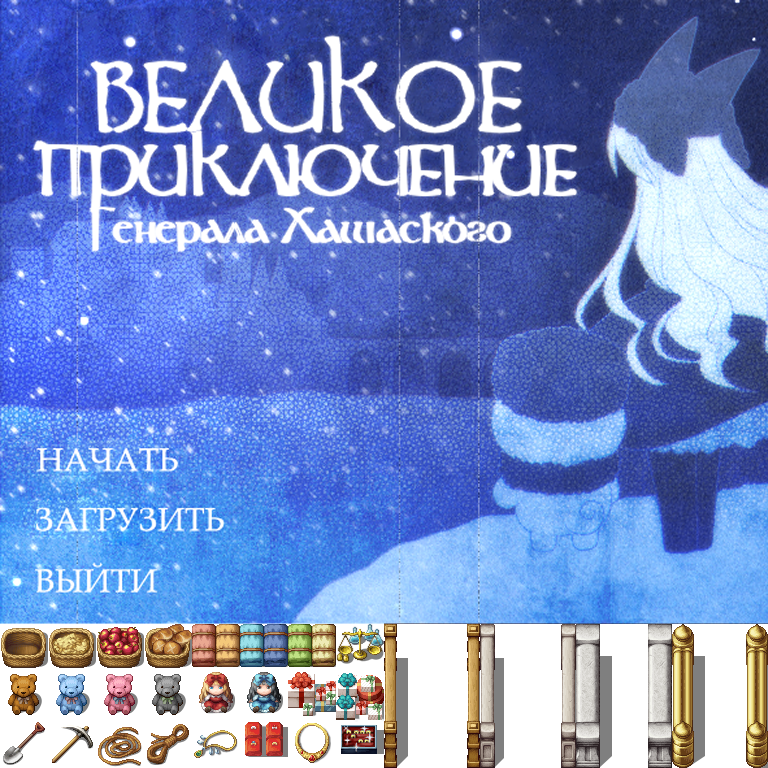 ВЕЛИКОЕ
ПРИКЛЮЧЕНИЕ
Генерала Хашаского
НАЧАТЬ
ЗАГРУЗИТЬ
ВЫЙТИ